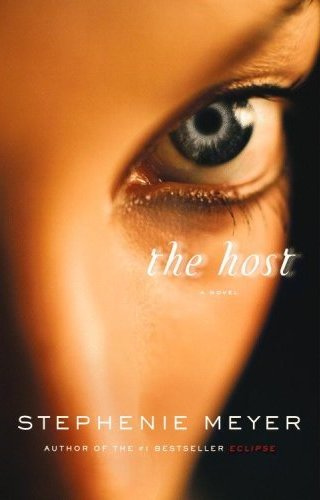 the host
A NOVEL
STEPHENIE MEYER
AUTHOR OF THE #1 BESTSELLER ECLIPSE